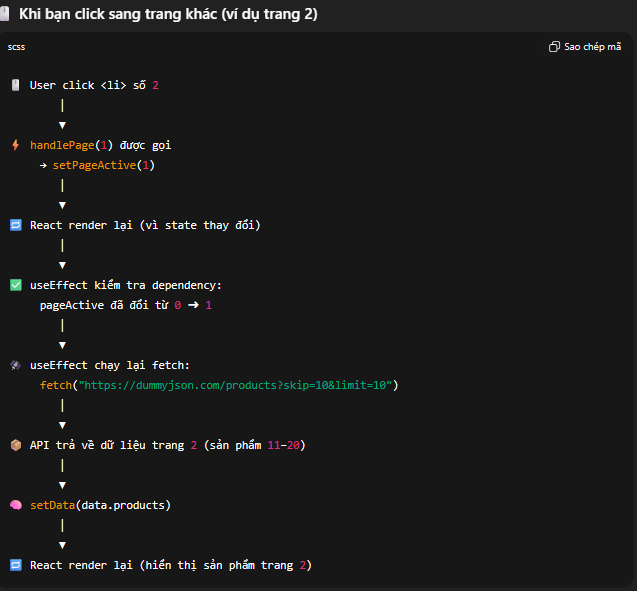 🖱️ Khi bạn click sang trang khác (ví dụ trang 2)
scss
Sao chép mã
🖱️ User click <li> số 2
|
▼
⚡ handlePage(1) được gọi
→ setPageActive(1)
|
▼
🔁 React render lại (vì state thay đổi)
|
▼
✅ useEffect kiểm tra dependency:
pageActive đã đổi từ 0 ➜ 1
|
▼
🛰️ useEffect chạy lại fetch:
fetch("https://dummyjson.com/products?skip=10&limit=10")
|
▼
📦 API trả về dữ liệu trang 2 (sản phẩm 11–20)
|
▼
🧠 setData(data.products)
|
▼
🔁 React render lại (hiển thị sản phẩm trang 2)